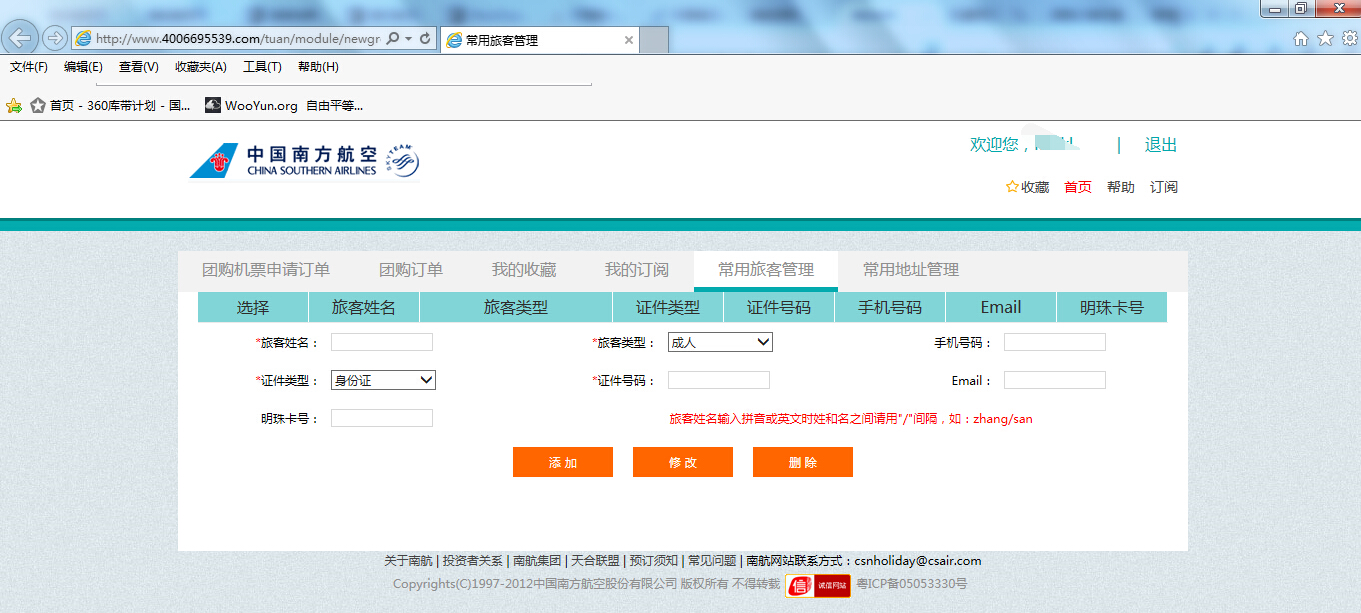 http://www.4006695539.com/tuan/module/newgr
常用旅客管理
文件(F) 编辑(E) 查看(V) 收藏夹(A) 工具(T) 帮助(H)
首页 - 360库带计划 - 国... WooYun.org 自由平等...
中国南方航空
CHINA SOUTHERN AIRLINES
SKYTEAM
欢迎您， | 退出
收藏 首页 帮助 订阅
团购机票申请订单 团购订单 我的收藏 我的订阅 常用旅客管理 常用地址管理
选择 旅客姓名 旅客类型 证件类型 证件号码 手机号码 Email 明珠卡号
*旅客姓名： *旅客类型： 成人 手机号码：
*证件类型： 身份证 *证件号码： Email：
明珠卡号： 旅客姓名输入拼音或英文时姓和名之间请用"/"间隔，如：zhang/san
添 加 修 改 删 除
关于南航 | 投资者关系 | 南航集团 | 天合联盟 | 预订须知 | 常见问题 | 南航网站联系方式：csnholiday@csair.com
Copyrights(C)1997-2012中国南方航空股份有限公司 版权所有 不得转载 信 诚信网站 粤ICP备05053330号